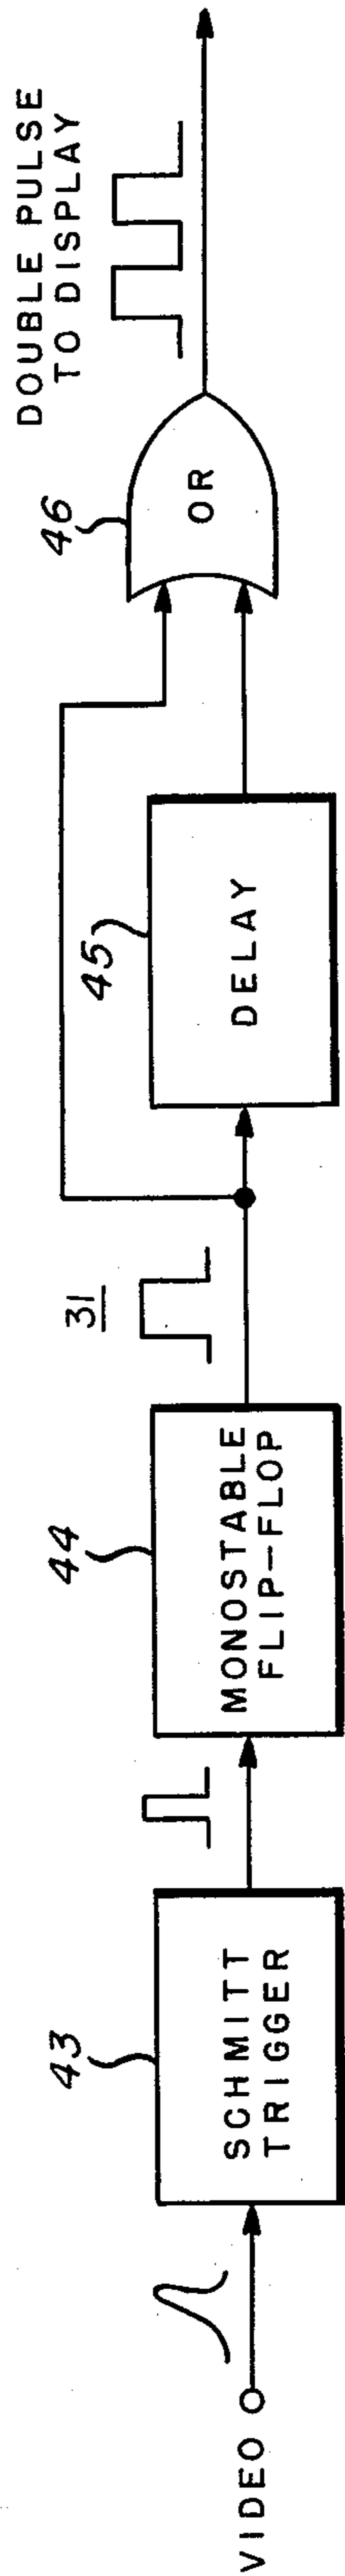 VIDEO
43
SCHMITT
TRIGGER
44
MONOSTABLE
FLIP-FLOP
31
45
DELAY
46
OR
DOUBLE PULSE
TO DISPLAY